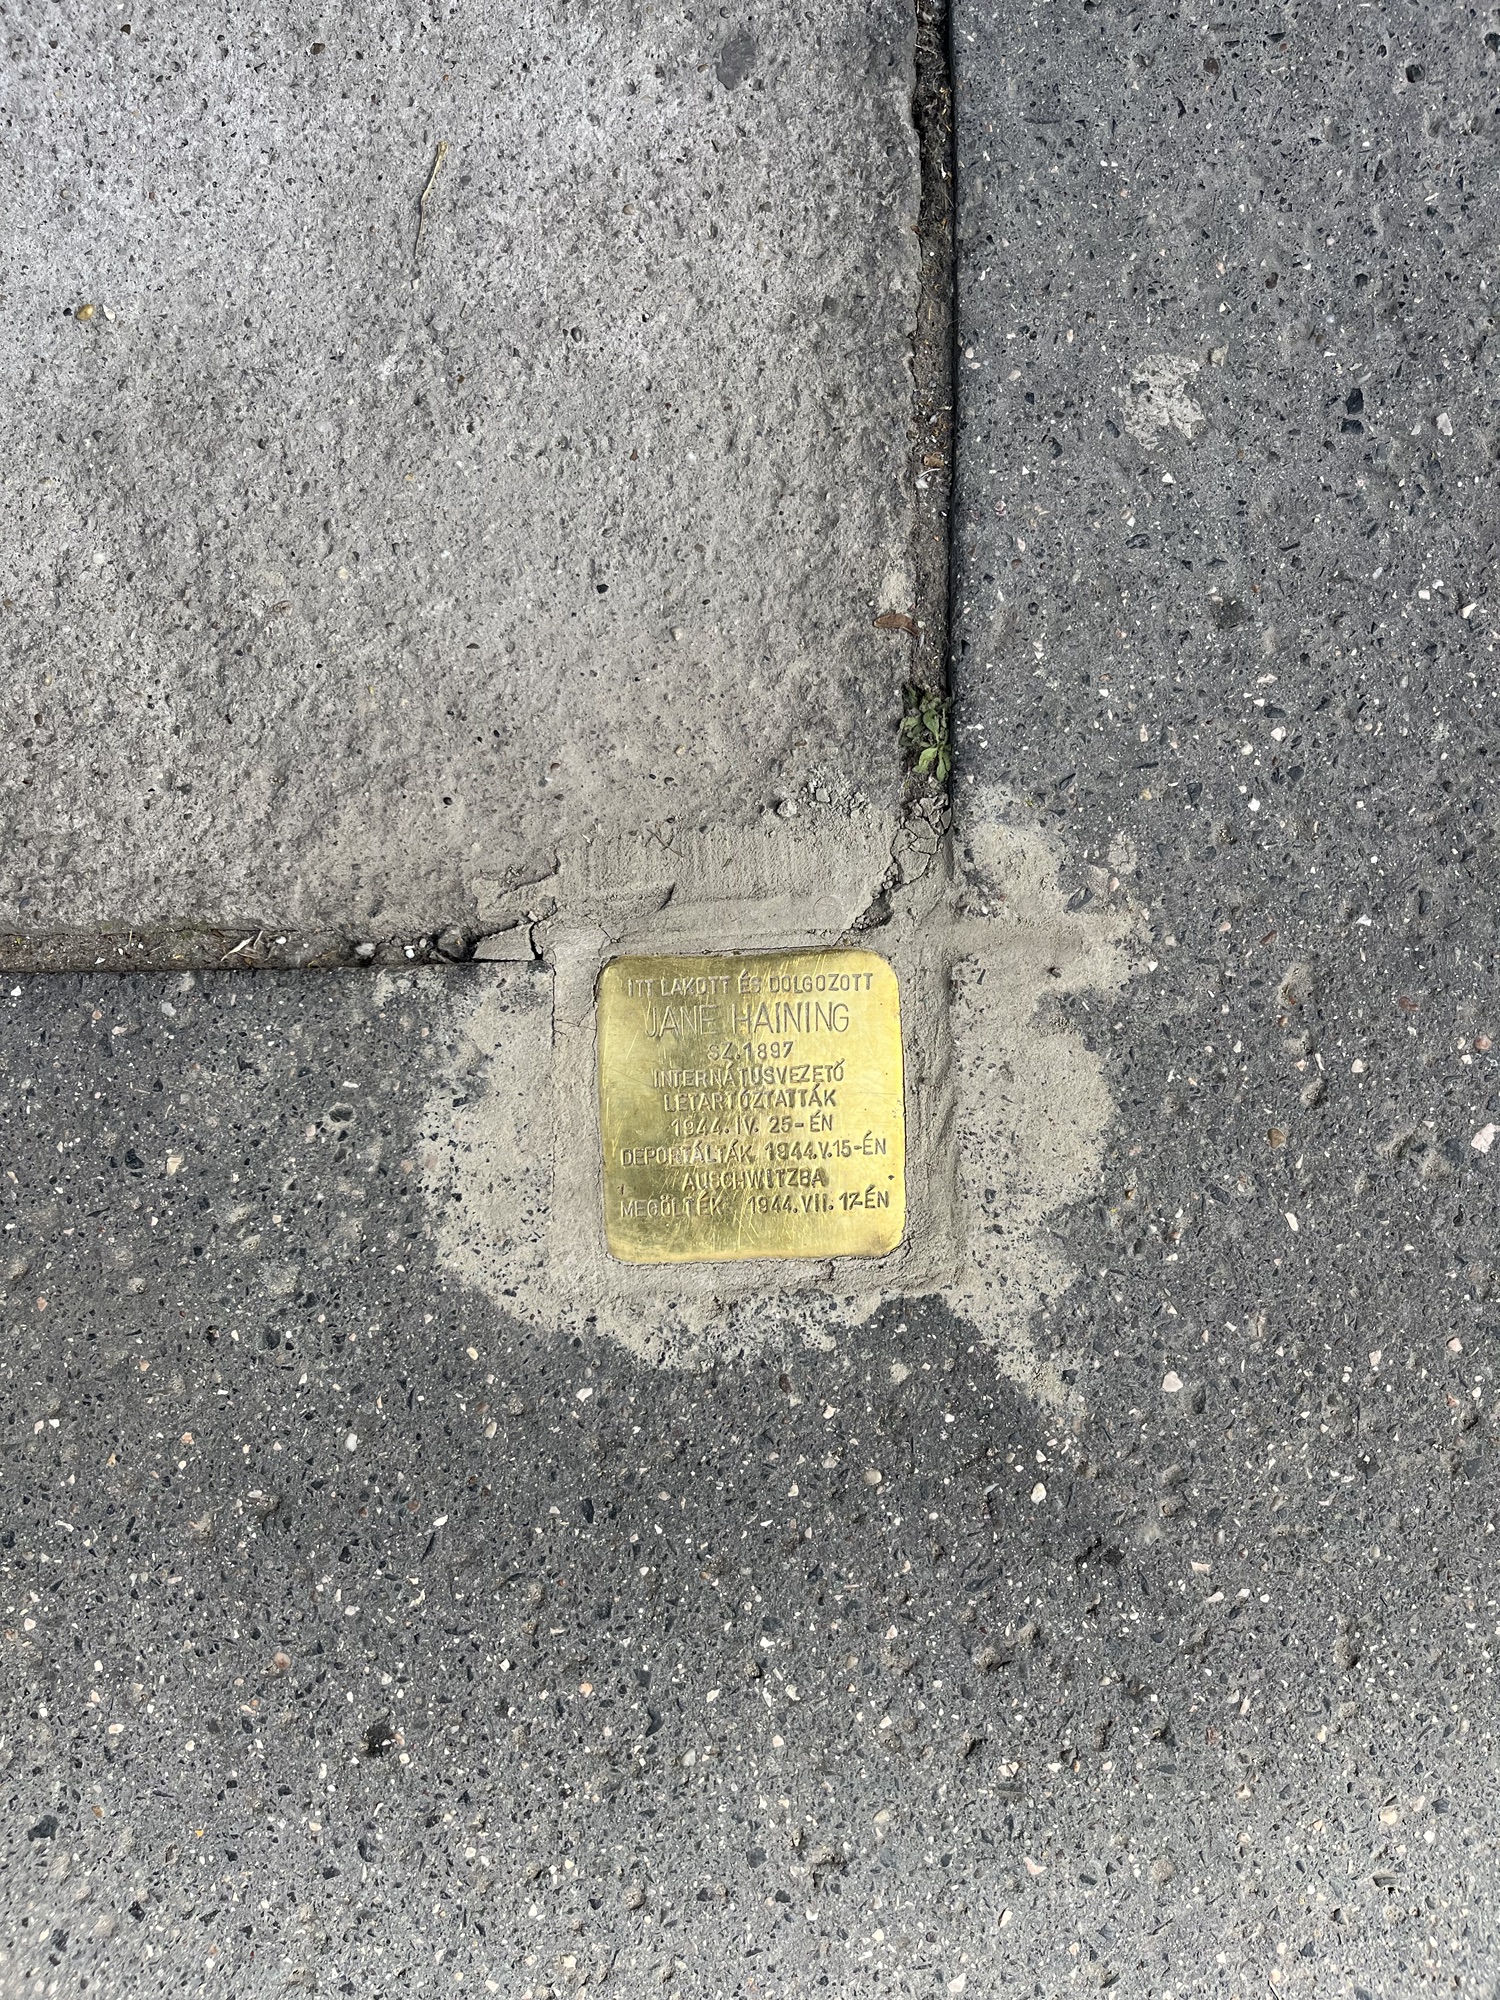 ITT LAKOTT ÉS DOLGOZOTT
JANE HAINING
SZ.1897
INTERNÁTUSVEZETŐ
LETARTÓZTATTÁK
1944.IV. 25-ÉN
DEPORTÁLTÁK 1944.V.15-ÉN
AUSCHWITZBA
MEGÖLTÉK 1944.VII. 17-ÉN